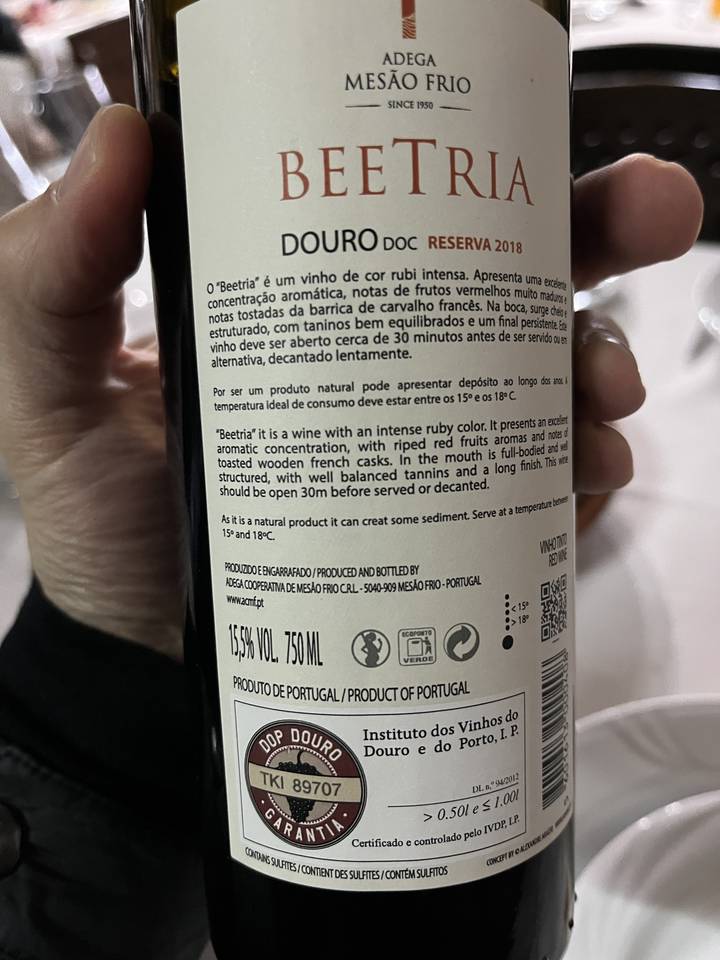 ADEGA
MESÃO FRIO
SINCE 1950
BEETRIA
DOURO DOC RESERVA 2018
O "Beetria" é um vinho de cor rubi intensa. Apresenta uma excelente
concentração aromática, notas de frutos vermelhos muito maduros e
notas tostadas da barrica de carvalho francês. Na boca, surge cheio e
estruturado, com taninos bem equilibrados e um final persistente. Este
vinho deve ser aberto cerca de 30 minutos antes de ser servido ou em
alternativa, decantado lentamente.
Por ser um produto natural pode apresentar depósito ao longo dos anos. A
temperatura ideal de consumo deve estar entre os 15º e os 18º C.
"Beetria" it is a wine with an intense ruby color. It presents an excellent
aromatic concentration, with riped red fruits aromas and notes of
toasted wooden french casks. In the mouth is full-bodied and well
structured, with well balanced tannins and a long finish. This wine
should be open 30m before served or decanted.
As it is a natural product it can creat some sediment. Serve at a temperature between
15º and 18ºC.
VINHO TINTO
RED WINE
PRODUZIDO E ENGARRAFADO / PRODUCED AND BOTTLED BY
ADEGA COOPERATIVA DE MESÃO FRIO C.R.L. - 5040-909 MESÃO FRIO - PORTUGAL
www.acmf.pt
< 15º
> 18º
15,5% VOL. 750 ML
ECOPONTO
VERDE
PRODUTO DE PORTUGAL / PRODUCT OF PORTUGAL
DOP DOURO
TKI 89707
GARANTIA
Instituto dos Vinhos do
Douro e do Porto, I. P.
DL n.º 94/2012
> 0.50l e ≤ 1.00l
Certificado e controlado pelo IVDP, I.P.
CONTAINS SULFITES / CONTIENT DES SULFITES / CONTÉM SULFITOS
CONCEPT BY ©